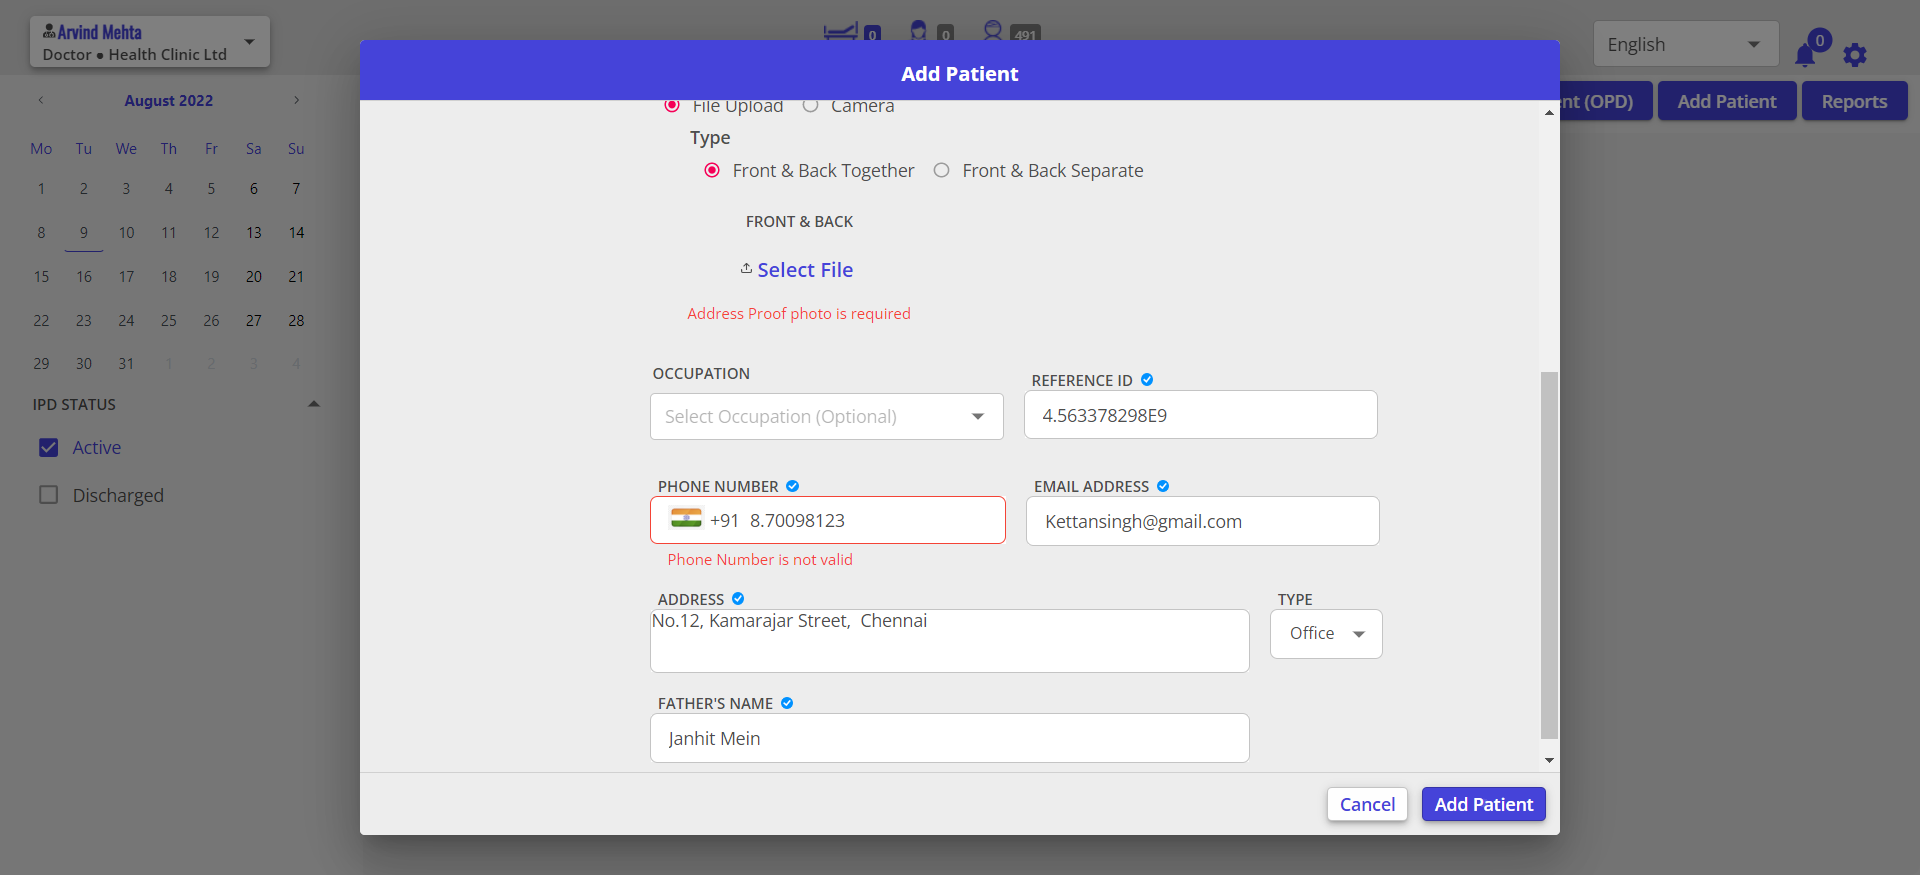 Arvind Mehta
Doctor ● Health Clinic Ltd
0
0
491
English
0
Add Patient
nt (OPD)
Add Patient
Reports
August 2022
Mo Tu We Th Fr Sa Su
1 2 3 4 5 6 7
8 9 10 11 12 13 14
15 16 17 18 19 20 21
22 23 24 25 26 27 28
29 30 31 1 2 3 4
IPD STATUS
Active
Discharged
File Upload
Camera
Type
Front & Back Together
Front & Back Separate
FRONT & BACK
Select File
Address Proof photo is required
OCCUPATION
Select Occupation (Optional)
REFERENCE ID
4.563378298E9
PHONE NUMBER
+91 8.70098123
Phone Number is not valid
EMAIL ADDRESS
Kettansingh@gmail.com
ADDRESS
No.12, Kamarajar Street,  Chennai
TYPE
Office
FATHER'S NAME
Janhit Mein
Cancel
Add Patient